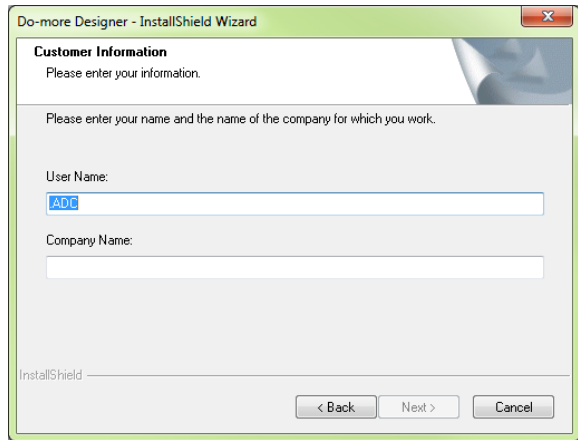 Do-more Designer - InstallShield Wizard
Customer Information
Please enter your information.
Please enter your name and the name of the company for which you work.
User Name:
.ADC
Company Name:
InstallShield
< Back
Next >
Cancel